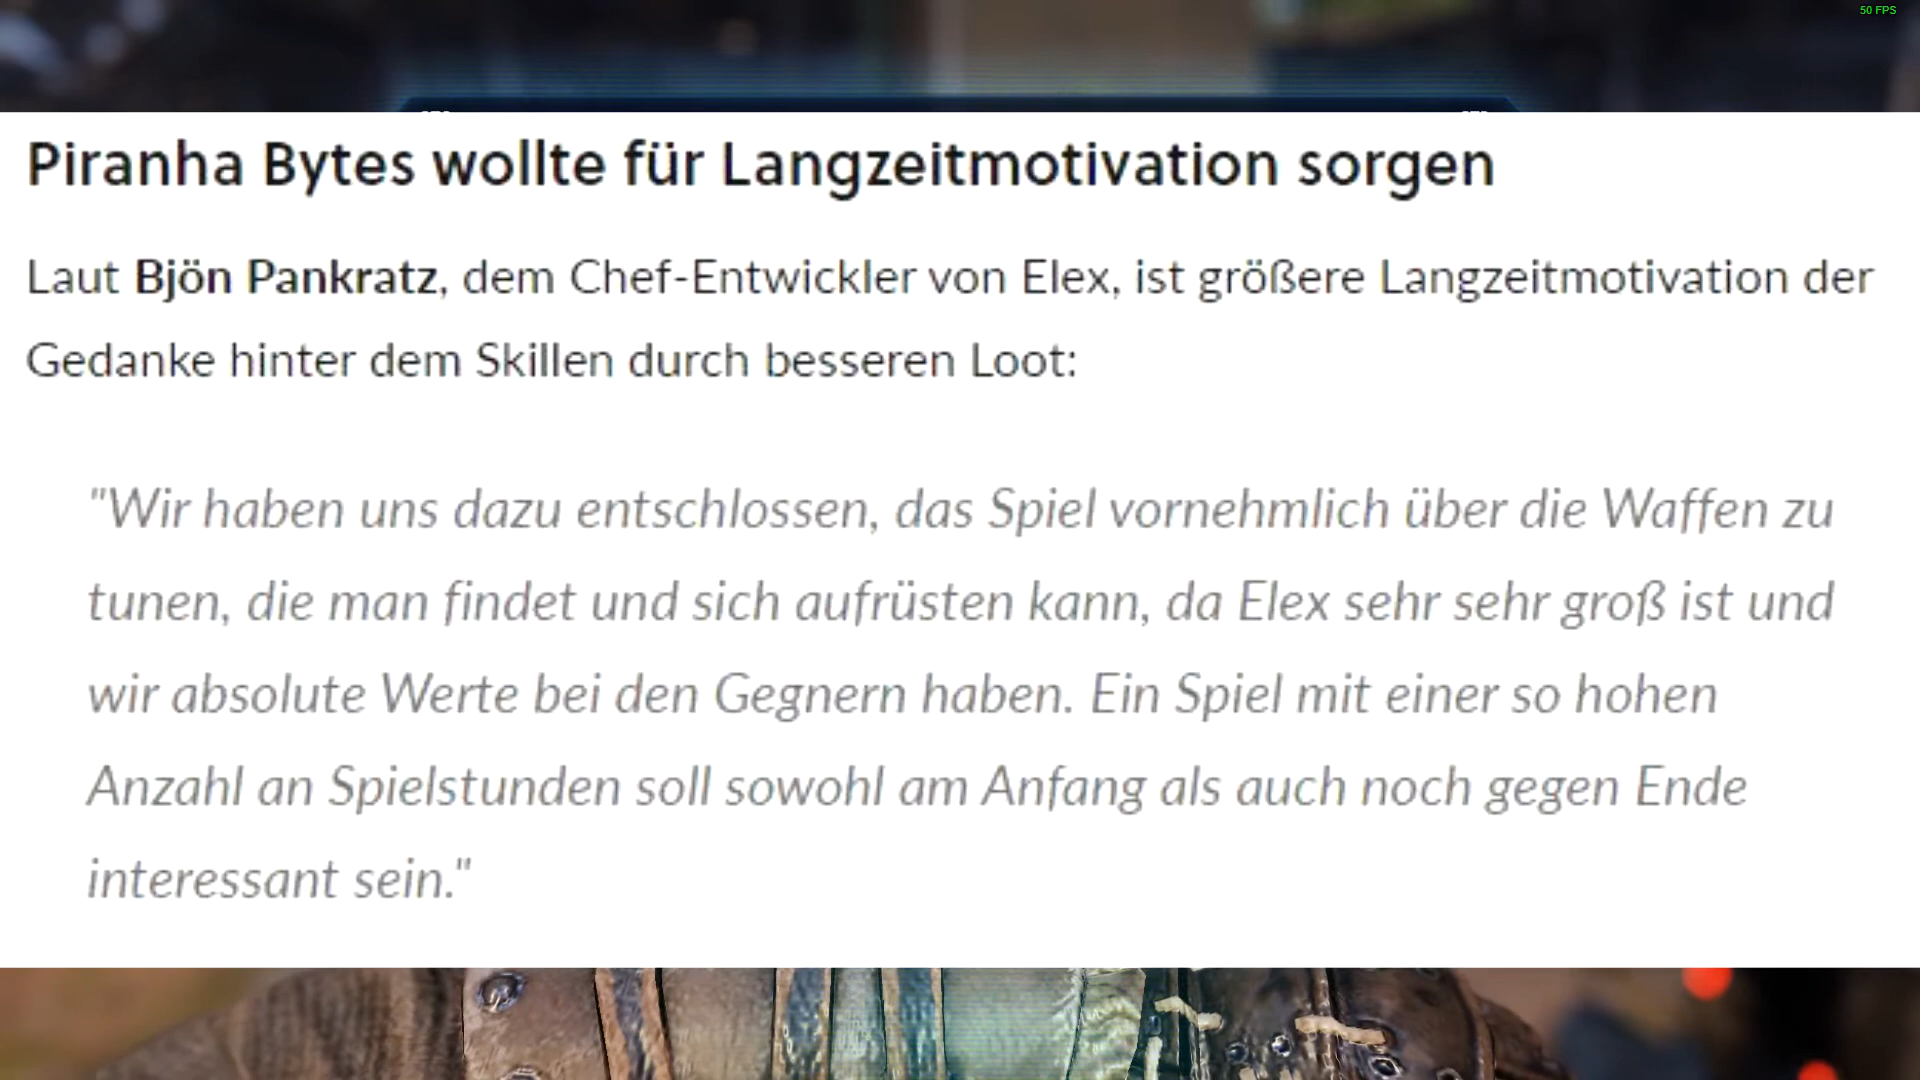 50 FPS
Piranha Bytes wollte für Langzeitmotivation sorgen
Laut Bjön Pankratz, dem Chef-Entwickler von Elex, ist größere Langzeitmotivation der
Gedanke hinter dem Skillen durch besseren Loot:
"Wir haben uns dazu entschlossen, das Spiel vornehmlich über die Waffen zu
tunen, die man findet und sich aufrüsten kann, da Elex sehr sehr groß ist und
wir absolute Werte bei den Gegnern haben. Ein Spiel mit einer so hohen
Anzahl an Spielstunden soll sowohl am Anfang als auch noch gegen Ende
interessant sein."